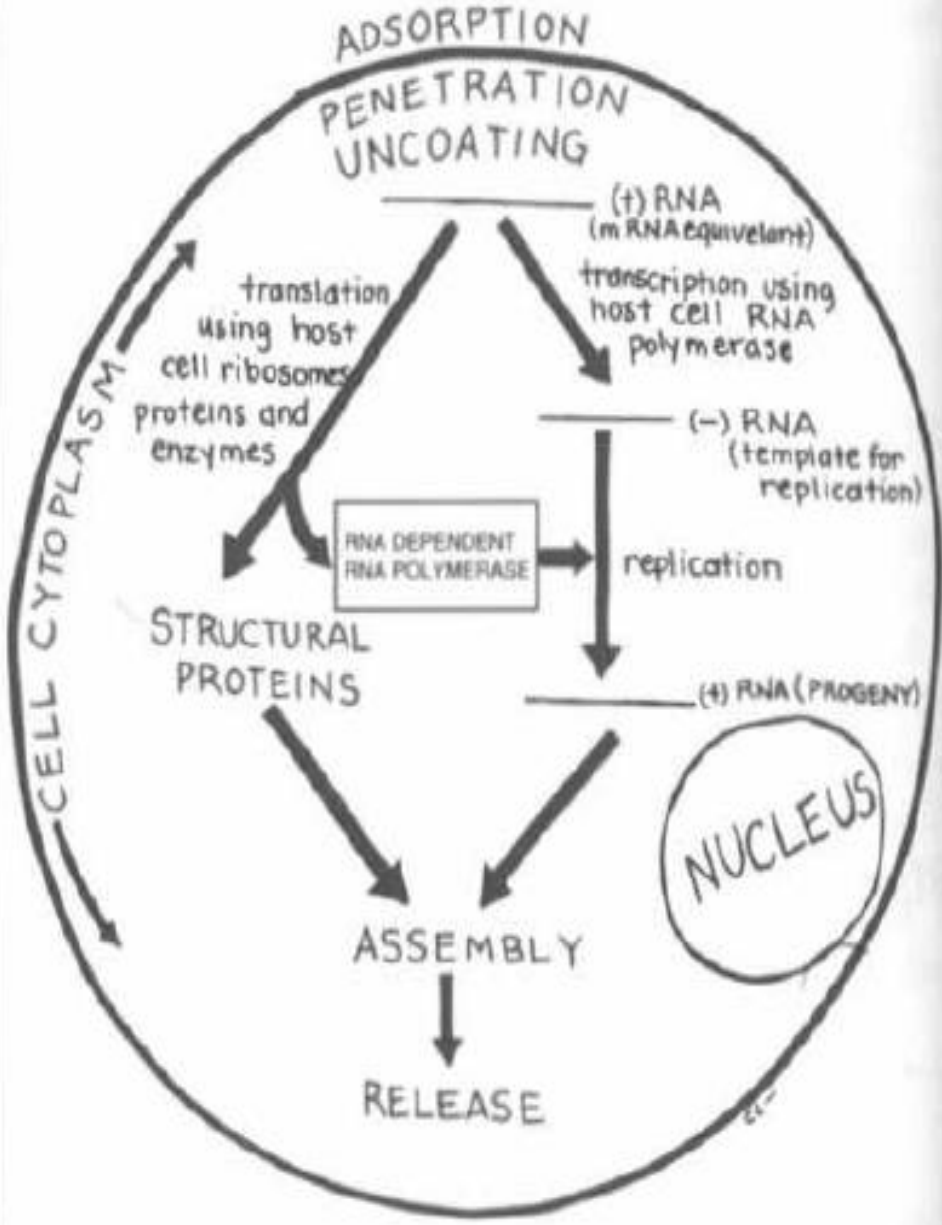 ADSORPTION
PENETRATION
UNCOATING
(+) RNA
(mRNA equivelant)
translation
using host
cell ribosomes
proteins and
enzymes
transcription using
host cell RNA
polymerase
CELL CYTOPLASM
(-) RNA
(template for
replication)
RNA DEPENDENT
RNA POLYMERASE
replication
STRUCTURAL
PROTEINS
(+) RNA (PROGENY)
NUCLEUS
ASSEMBLY
RELEASE